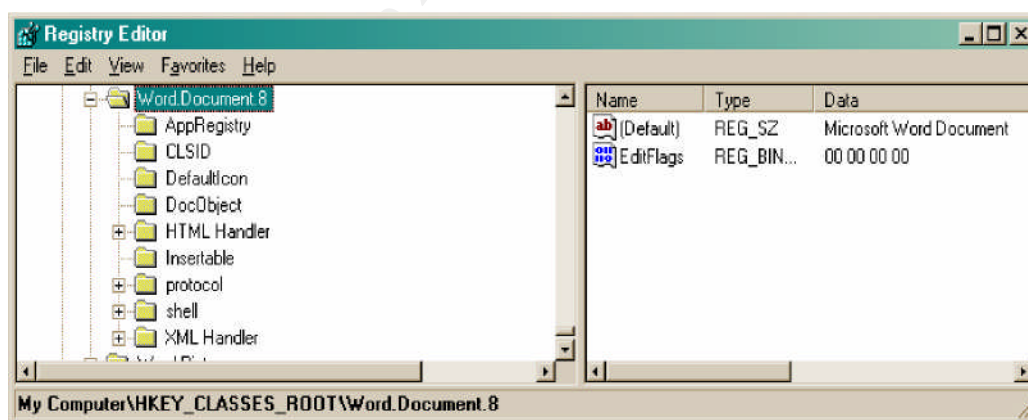 Registry Editor
File Edit View Favorites Help
Word.Document.8
AppRegistry
CLSID
DefaultIcon
DocObject
HTML Handler
Insertable
protocol
shell
XML Handler
Name Type Data
ab (Default) REG_SZ Microsoft Word Document
EditFlags REG_BIN... 00 00 00 00
My Computer\HKEY_CLASSES_ROOT\Word.Document.8